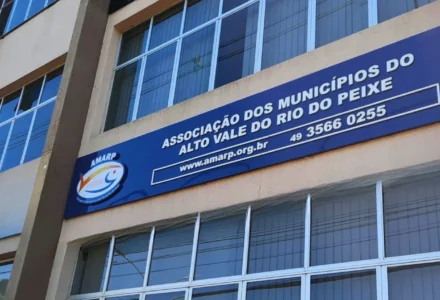 ASSOCIAÇÃO DOS MUNICÍPIOS DO
ALTO VALE DO RIO DO PEIXE
www.amarp.org.br 49 3566 0255
AMARP